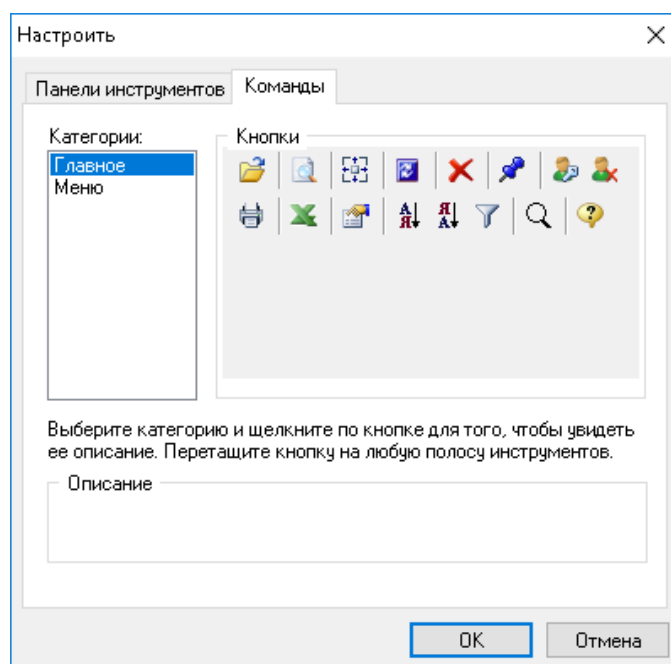 Настроить
Панели инструментов
Команды
Категории:
Кнопки
Главное
Меню
Выберите категорию и щелкните по кнопке для того, чтобы увидеть
ее описание. Перетащите кнопку на любую полосу инструментов.
Описание
OK
Отмена